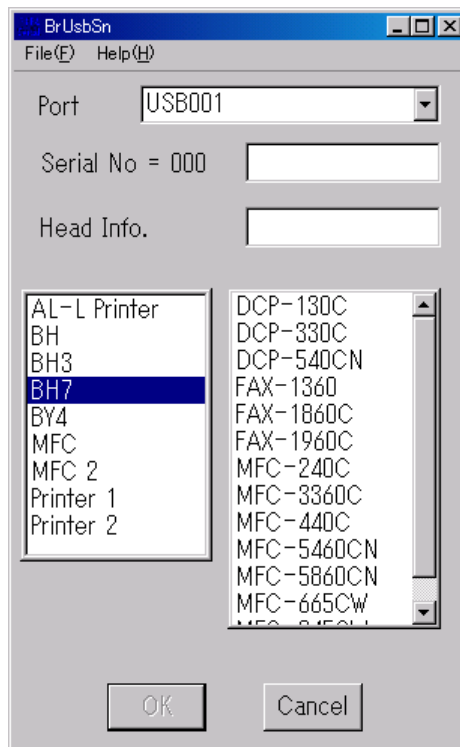 BrUsbSn
File(F) Help(H)
Port USB001
Serial No = 000
Head Info.
AL-L Printer
BH
BH3
BH7
BY4
MFC
MFC 2
Printer 1
Printer 2
DCP-130C
DCP-330C
DCP-540CN
FAX-1360
FAX-1860C
FAX-1960C
MFC-240C
MFC-3360C
MFC-440C
MFC-5460CN
MFC-5860CN
MFC-665CW
OK Cancel